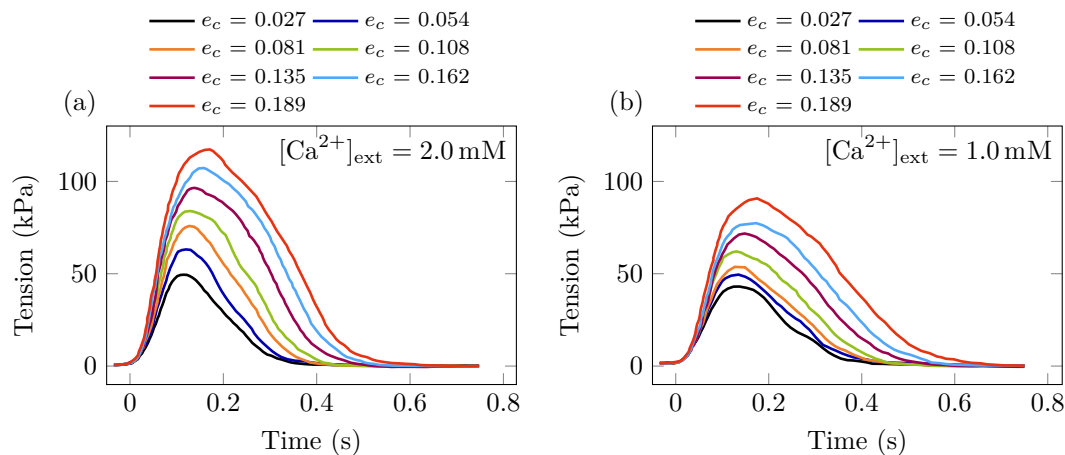 e_c = 0.027 e_c = 0.054
e_c = 0.081 e_c = 0.108
e_c = 0.135 e_c = 0.162
e_c = 0.189
(a)
[Ca²⁺]ext = 2.0 mM
100
50
0
Tension (kPa)
0 0.2 0.4 0.6 0.8
Time (s)
e_c = 0.027 e_c = 0.054
e_c = 0.081 e_c = 0.108
e_c = 0.135 e_c = 0.162
e_c = 0.189
(b)
[Ca²⁺]ext = 1.0 mM
100
50
0
Tension (kPa)
0 0.2 0.4 0.6 0.8
Time (s)